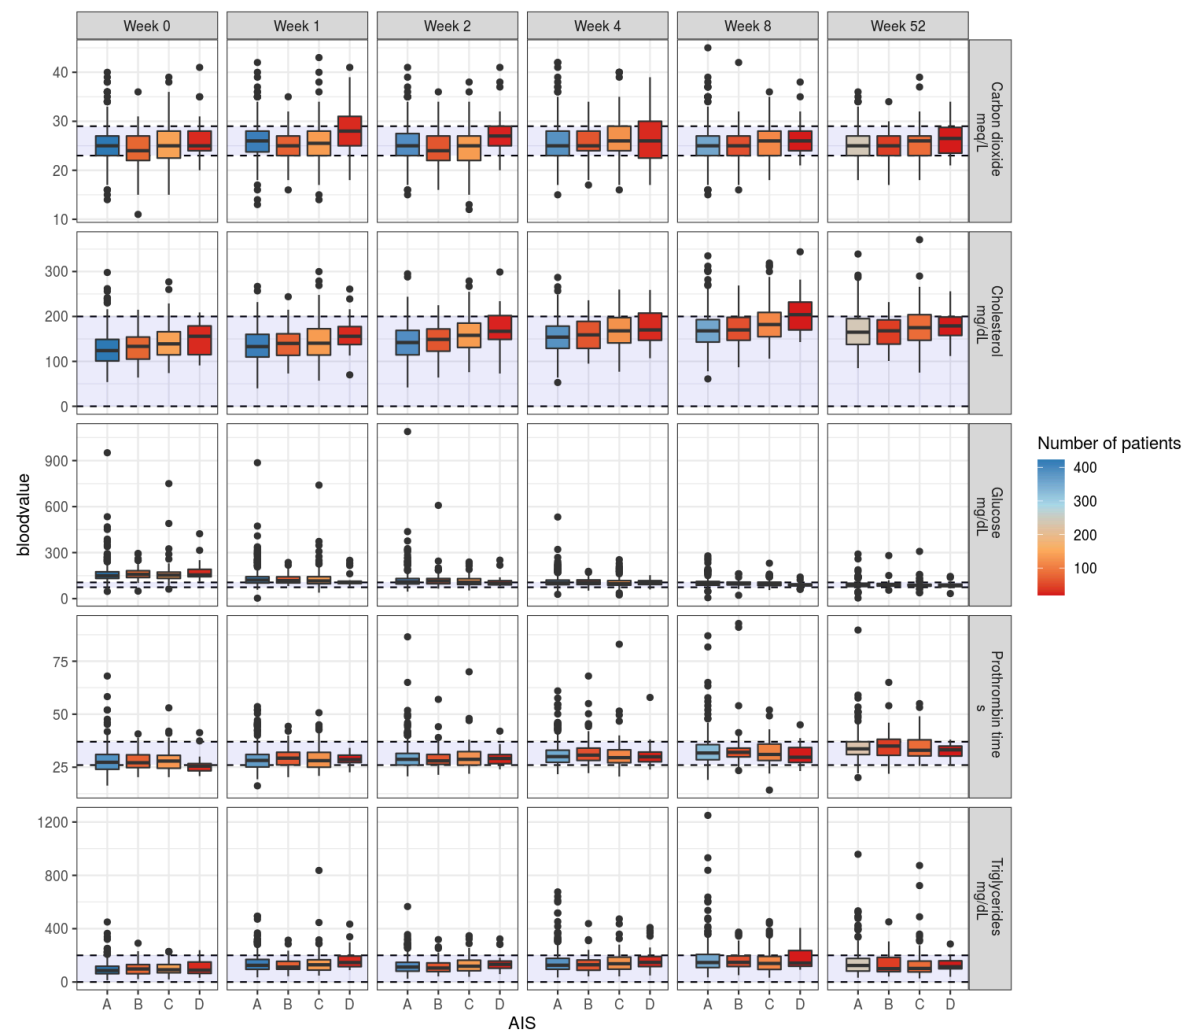 Week 0
Week 1
Week 2
Week 4
Week 8
Week 52
40
30
20
10
Carbon dioxide
meq/L
300
200
100
0
Cholesterol
mg/dL
900
600
300
0
Glucose
mg/dL
75
50
25
Prothrombin time
s
1200
800
400
0
Triglycerides
mg/dL
bloodvalue
A B C D
A B C D
A B C D
A B C D
A B C D
A B C D
AIS
Number of patients
400
300
200
100